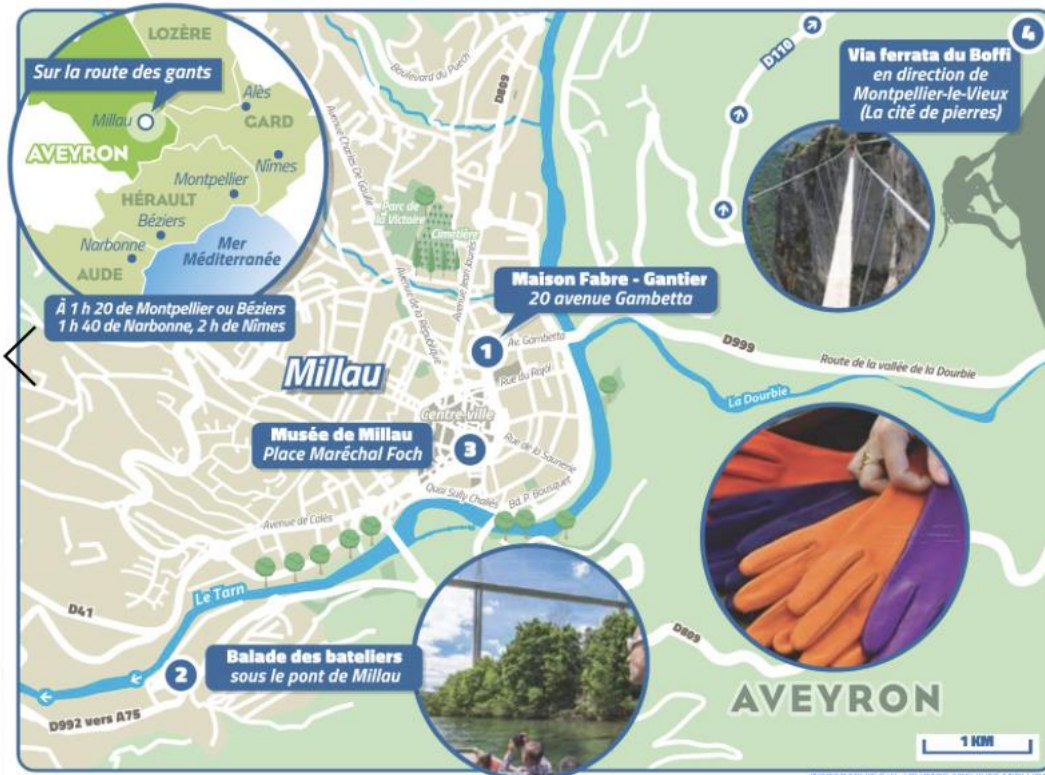 LOZÈRE
Sur la route des gants
Millau
Alès
GARD
AVEYRON
Nîmes
Montpellier
HÉRAULT
Béziers
Narbonne
Mer
Méditerranée
AUDE
À 1 h 20 de Montpellier ou Béziers
1 h 40 de Narbonne, 2 h de Nîmes
Boulevard du Puech
D809
Avenue Charles De Gaulle
Parc de
la Victoire
Cimetière
Avenue Jean Jaurès
Avenue de la République
D110
4
Via ferrata du Boffi
en direction de
Montpellier-le-Vieux
(La cité de pierres)
Maison Fabre - Gantier
20 avenue Gambetta
1
Av. Gambetta
D999
Route de la vallée de la Dourbie
La Dourbie
Millau
Rue du Rajol
Centre-ville
Musée de Millau
Place Maréchal Foch
3
Rue de la Saunerie
Quai Sully Chaliès
Bd. P. Bousquet
Avenue de Calès
Le Tarn
D41
2
Balade des bateliers
sous le pont de Millau
D992 vers A75
D809
AVEYRON
1 KM